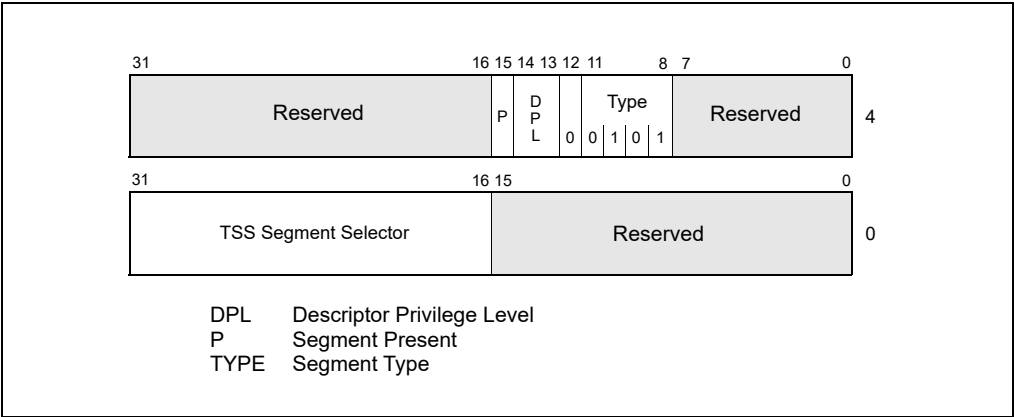 31 16 15 14 13 12 11 8 7 0
Reserved P DPL Type Reserved 4
0 0 1 0 1
31 16 15 0
TSS Segment Selector Reserved 0
DPL Descriptor Privilege Level
P Segment Present
TYPE Segment Type